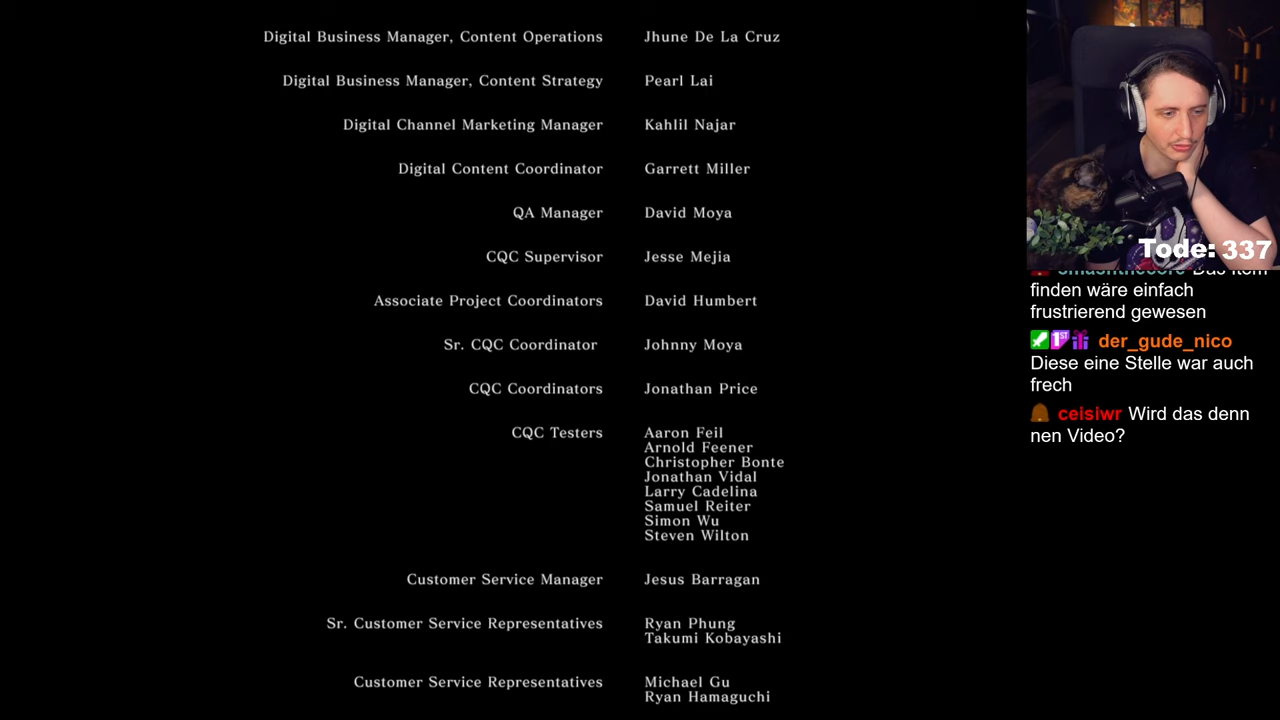 Digital Business Manager, Content Operations Jhune De La Cruz
Digital Business Manager, Content Strategy Pearl Lai
Digital Channel Marketing Manager Kahlil Najar
Digital Content Coordinator Garrett Miller
QA Manager David Moya
CQC Supervisor Jesse Mejia
Associate Project Coordinators David Humbert
Sr. CQC Coordinator Johnny Moya
CQC Coordinators Jonathan Price
CQC Testers Aaron Feil
Arnold Feener
Christopher Bonte
Jonathan Vidal
Larry Cadelina
Samuel Reiter
Simon Wu
Steven Wilton
Customer Service Manager Jesus Barragan
Sr. Customer Service Representatives Ryan Phung
Takumi Kobayashi
Customer Service Representatives Michael Gu
Ryan Hamaguchi
Tode: 337
Das Item
finden wäre einfach
frustrierend gewesen
1ST der_gude_nico
Diese eine Stelle war auch
frech
ceisiwr Wird das denn
nen Video?